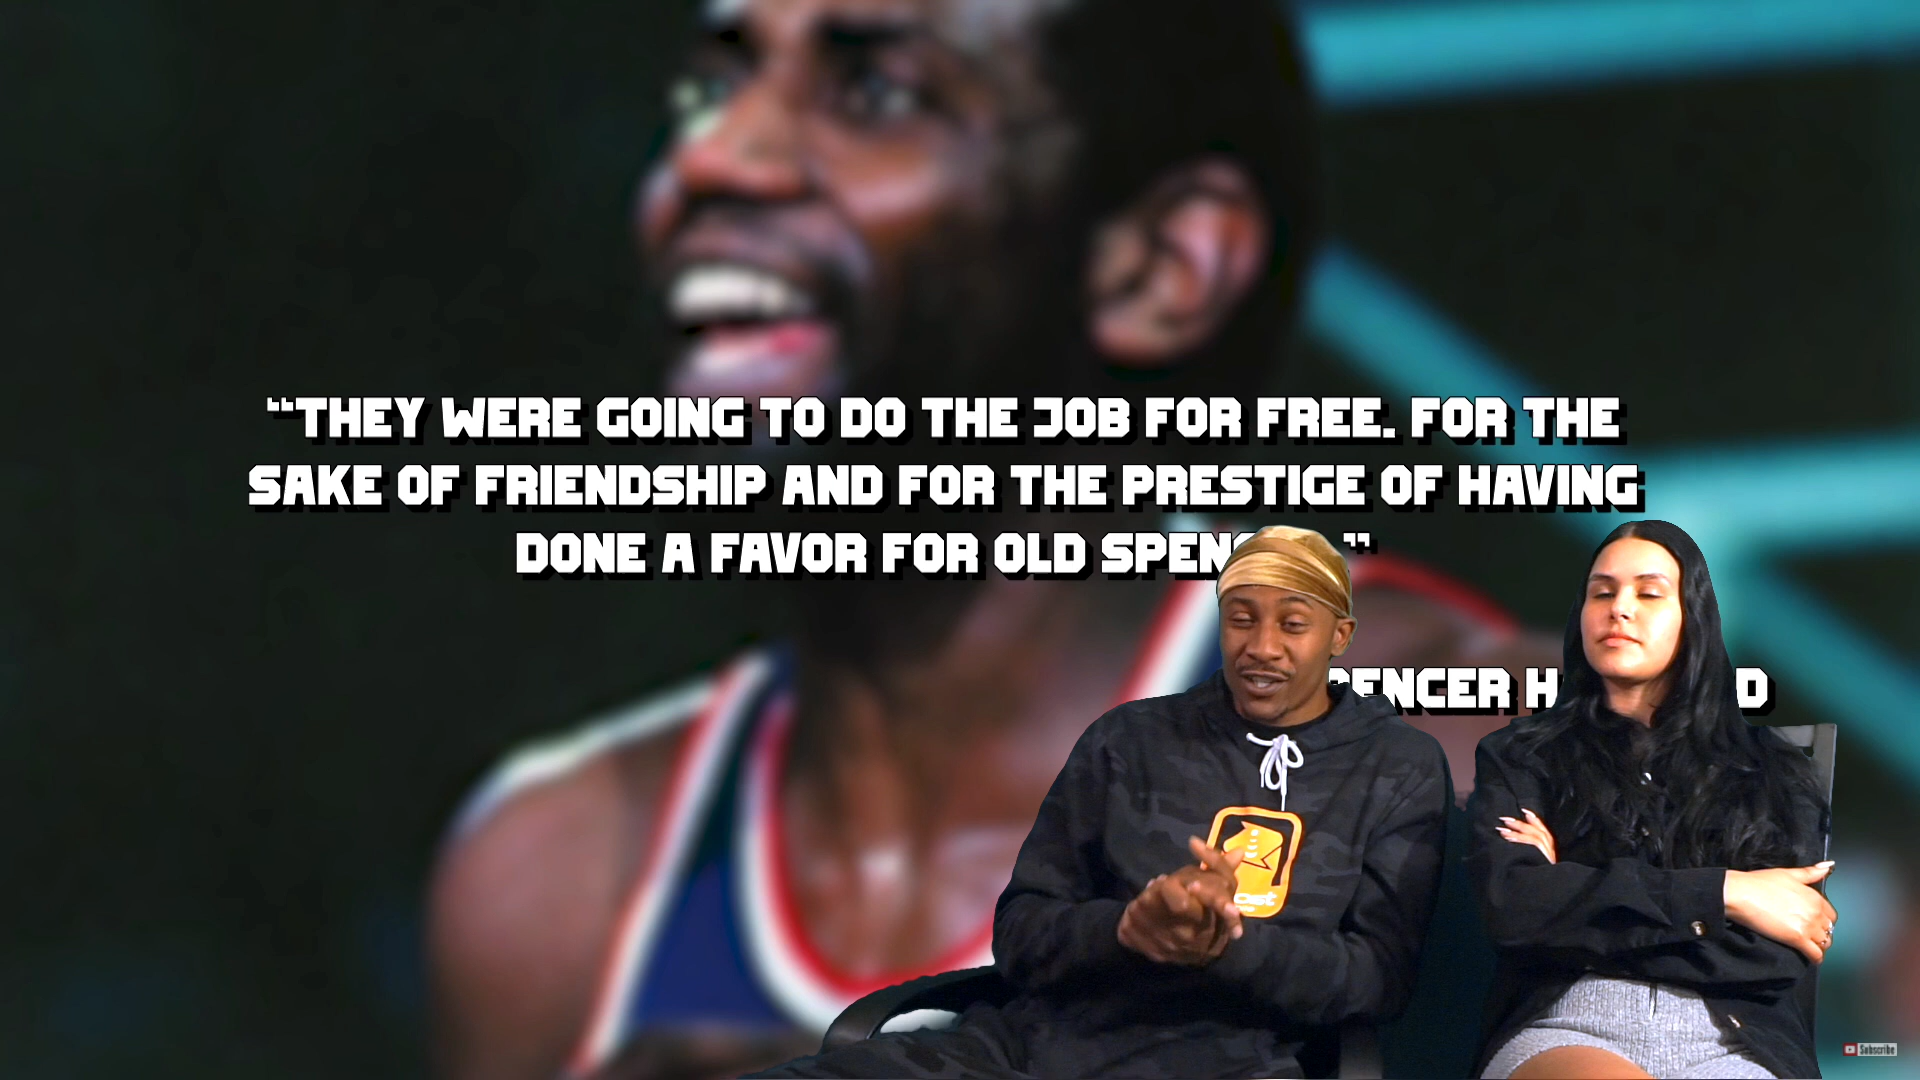 “THEY WERE GOING TO DO THE JOB FOR FREE. FOR THE
SAKE OF FRIENDSHIP AND FOR THE PRESTIGE OF HAVING
DONE A FAVOR FOR OLD
Subscribe